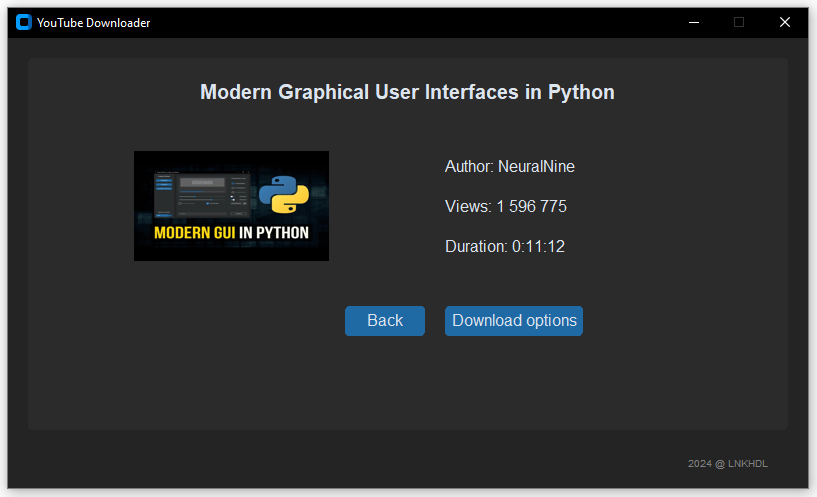 YouTube Downloader
Modern Graphical User Interfaces in Python
MODERN GUI IN PYTHON
Author: NeuralNine
Views: 1 596 775
Duration: 0:11:12
Back
Download options
2024 @ LNKHDL